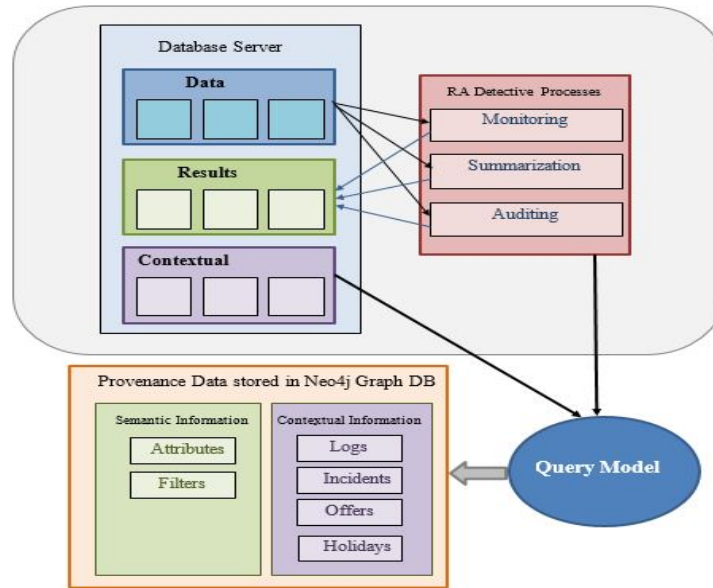 Database Server
Data
Results
Contextual
RA Detective Processes
Monitoring
Summarization
Auditing
Provenance Data stored in Neo4j Graph DB
Semantic Information
Attributes
Filters
Contextual Information
Logs
Incidents
Offers
Holidays
Query Model